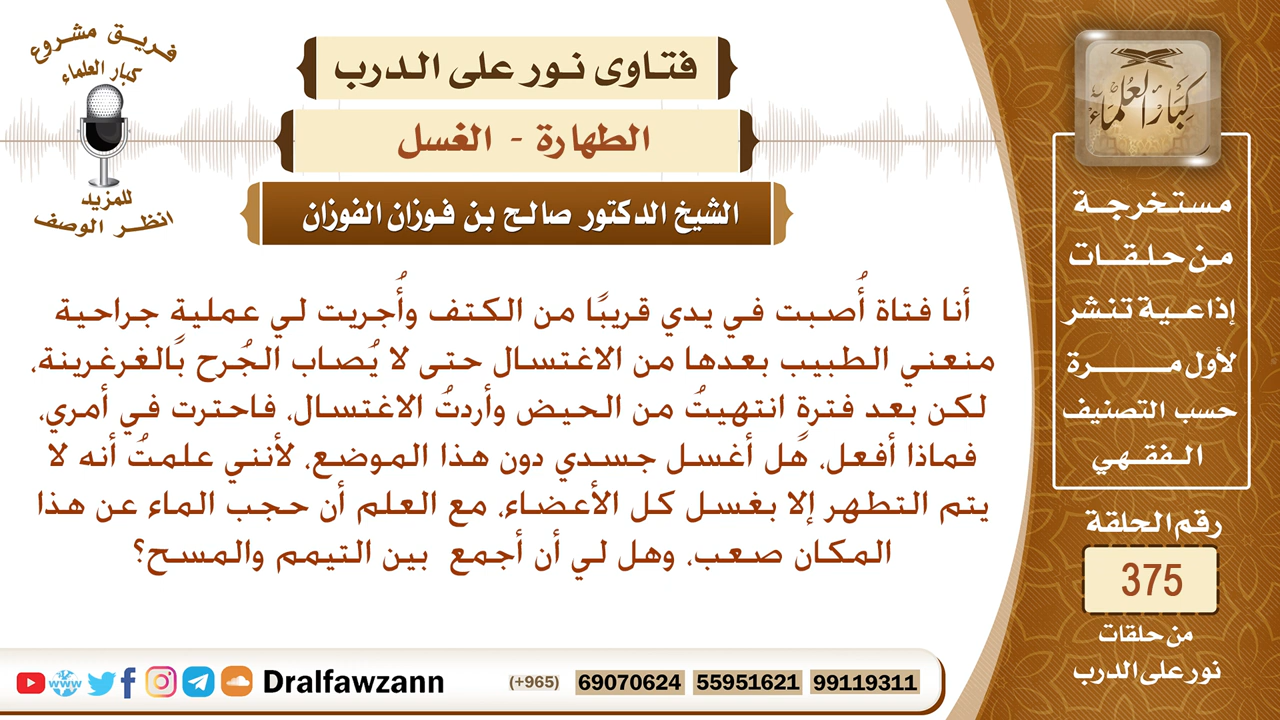 فريق مشروع
كبار العلماء
للمزيد
انظر الوصف
فتاوى نور على الدرب
الطهارة - الغسل
الشيخ الدكتور صالح بن فوزان الفوزان
أنا فتاة أُصبت في يدي قريبًا من الكتف وأُجريت لي عمليةٍ جراحية
منعني الطبيب بعدها من الاغتسال حتى لا يُصاب الجُرح بالغرغرينة،
لكن بعد فترةٍ انتهيتُ من الحيض وأردتُ الاغتسال، فاحترت في أمري،
فماذا أفعل، هل أغسل جسدي دون هذا الموضع، لأنني علمتُ أنه لا
يتم التطهر إلا بغسل كل الأعضاء، مع العلم أن حجب الماء عن هذا
المكان صعب، وهل لي أن أجمع بين التيمم والمسح؟
كبار العلماء
مستخرجة
من حلقات
إذاعية تنشر
لأول مرة
حسب التصنيف
الفقهي
رقم الحلقة
375
من حلقات
نور على الدرب
www Dralfawzann (+965) 69070624 55951621 99119311